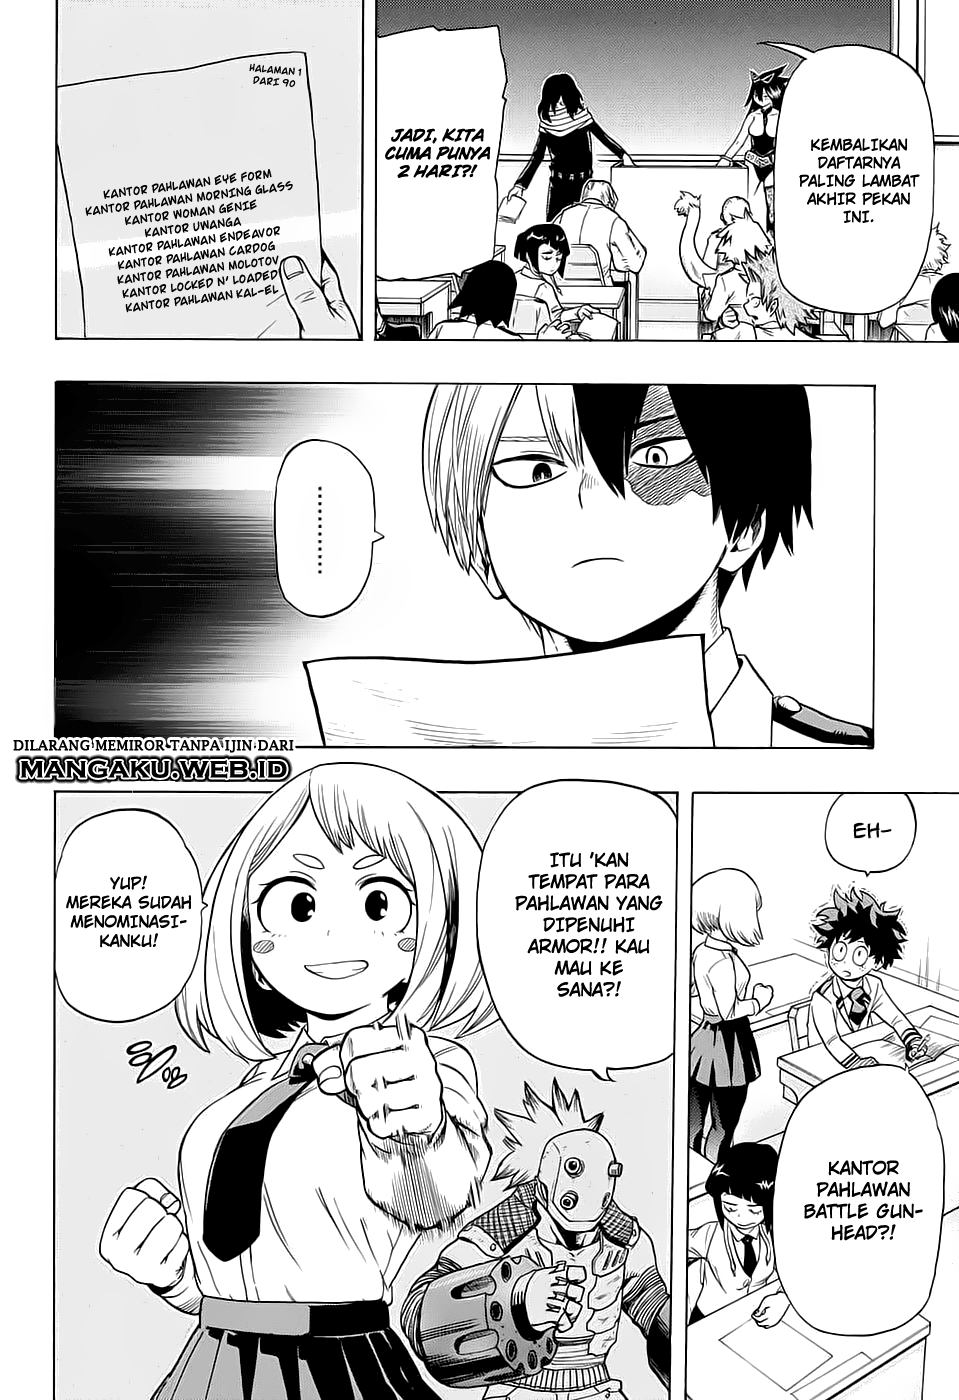 KEMBALIKAN
DAFTARNYA
PALING LAMBAT
AKHIR PEKAN
INI.
JADI, KITA
CUMA PUNYA
2 HARI?!
HALAMAN 1
DARI 90
KANTOR PAHLAWAN EYE FORM
KANTOR PAHLAWAN MORNING GLASS
KANTOR WOMAN GENIE
KANTOR UWANGA
KANTOR PAHLAWAN ENDEAVOR
KANTOR PAHLAWAN CARDOG
KANTOR PAHLAWAN MOLOTOV
KANTOR LOCKED N' LOADED
KANTOR PAHLAWAN KAL-EL
..........
DILARANG MEMIROR TANPA IJIN DARI
MANGAKU.WEB.ID
EH-
KANTOR
PAHLAWAN
BATTLE GUN-
HEAD?!
ITU 'KAN
TEMPAT PARA
PAHLAWAN YANG
DIPENUHI
ARMOR!! KAU
MAU KE
SANA?!
YUP!
MEREKA SUDAH
MENOMINASI-
KANKU!